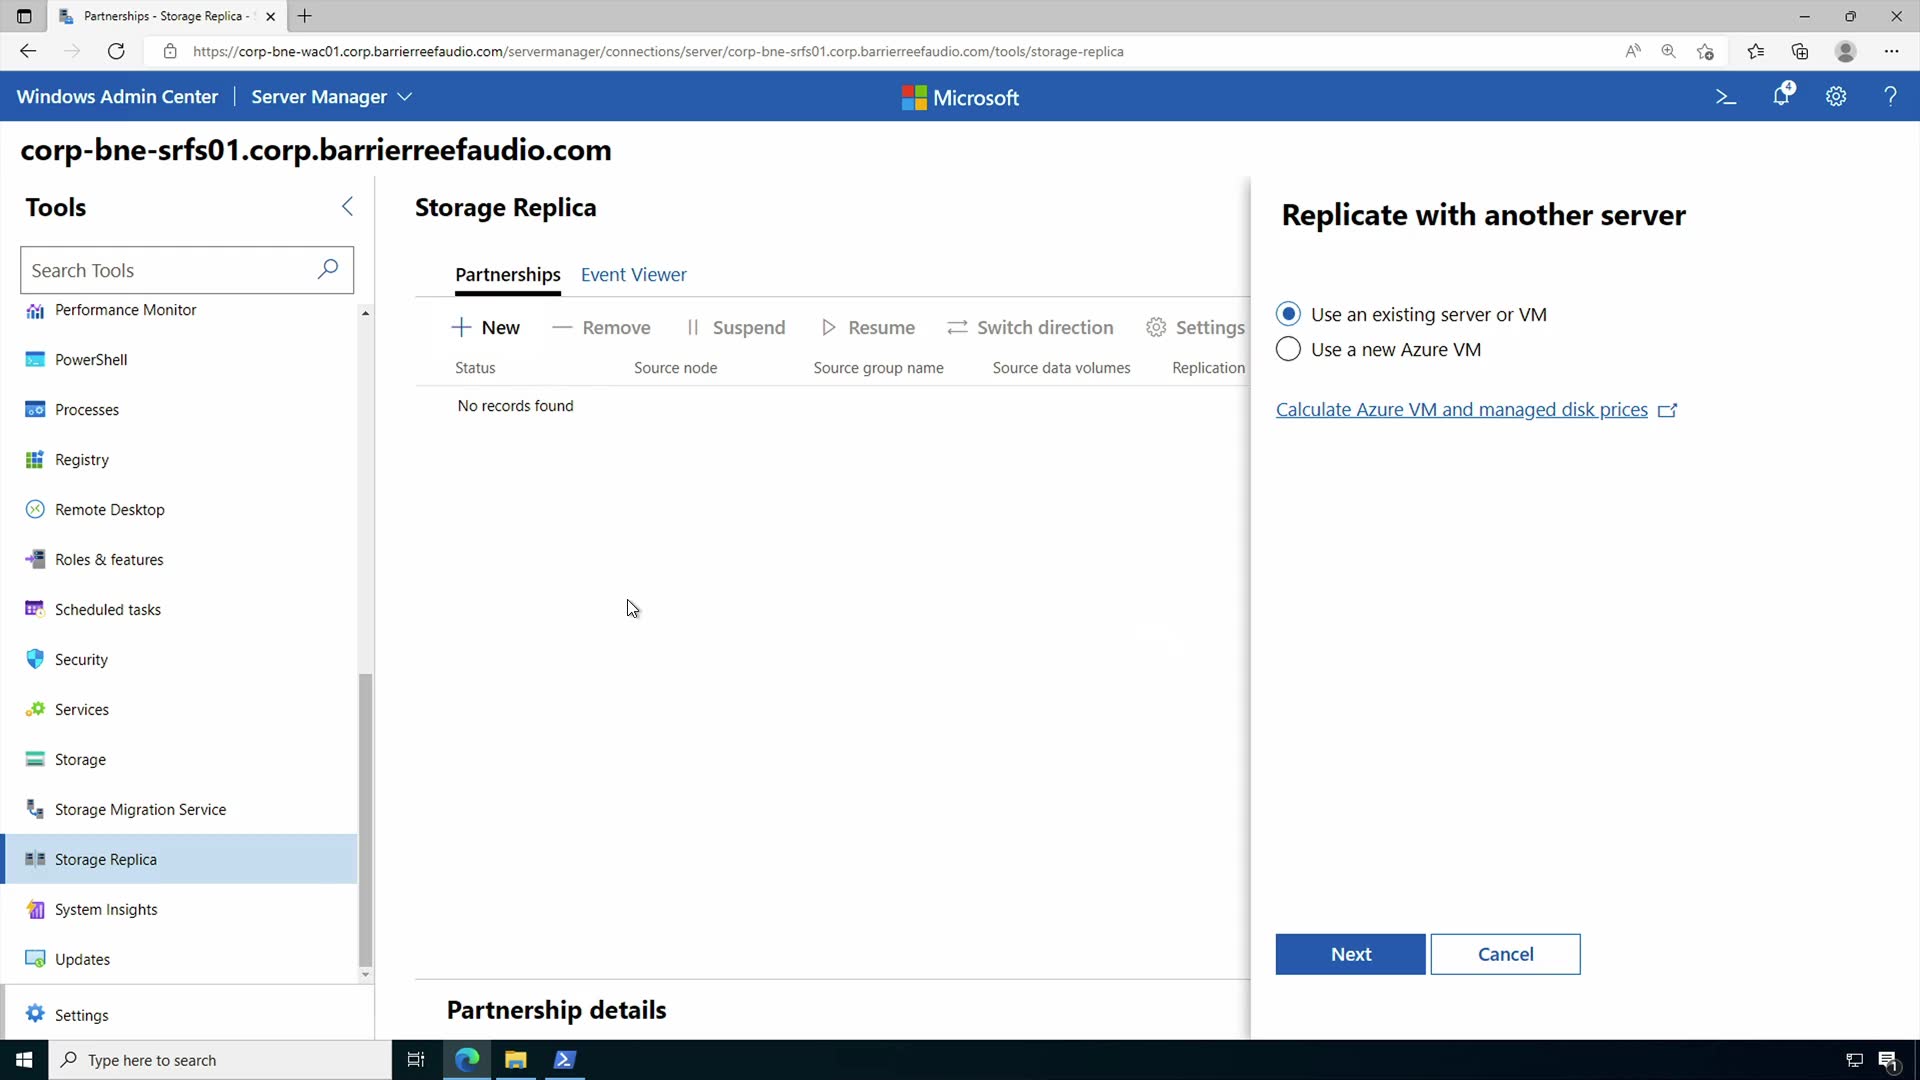 Partnerships - Storage Replica -
https://corp-bne-wac01.corp.barrierreefaudio.com/servermanager/connections/server/corp-bne-srfs01.corp.barrierreefaudio.com/tools/storage-replica
Windows Admin Center | Server Manager
Microsoft
4
corp-bne-srfs01.corp.barrierreefaudio.com
Tools
Search Tools
Performance Monitor
PowerShell
Processes
Registry
Remote Desktop
Roles & features
Scheduled tasks
Security
Services
Storage
Storage Migration Service
Storage Replica
System Insights
Updates
Settings
Storage Replica
Partnerships Event Viewer
New Remove Suspend Resume Switch direction Settings
Status Source node Source group name Source data volumes Replication
No records found
Partnership details
Replicate with another server
Use an existing server or VM
Use a new Azure VM
Calculate Azure VM and managed disk prices
Next Cancel
Type here to search
1